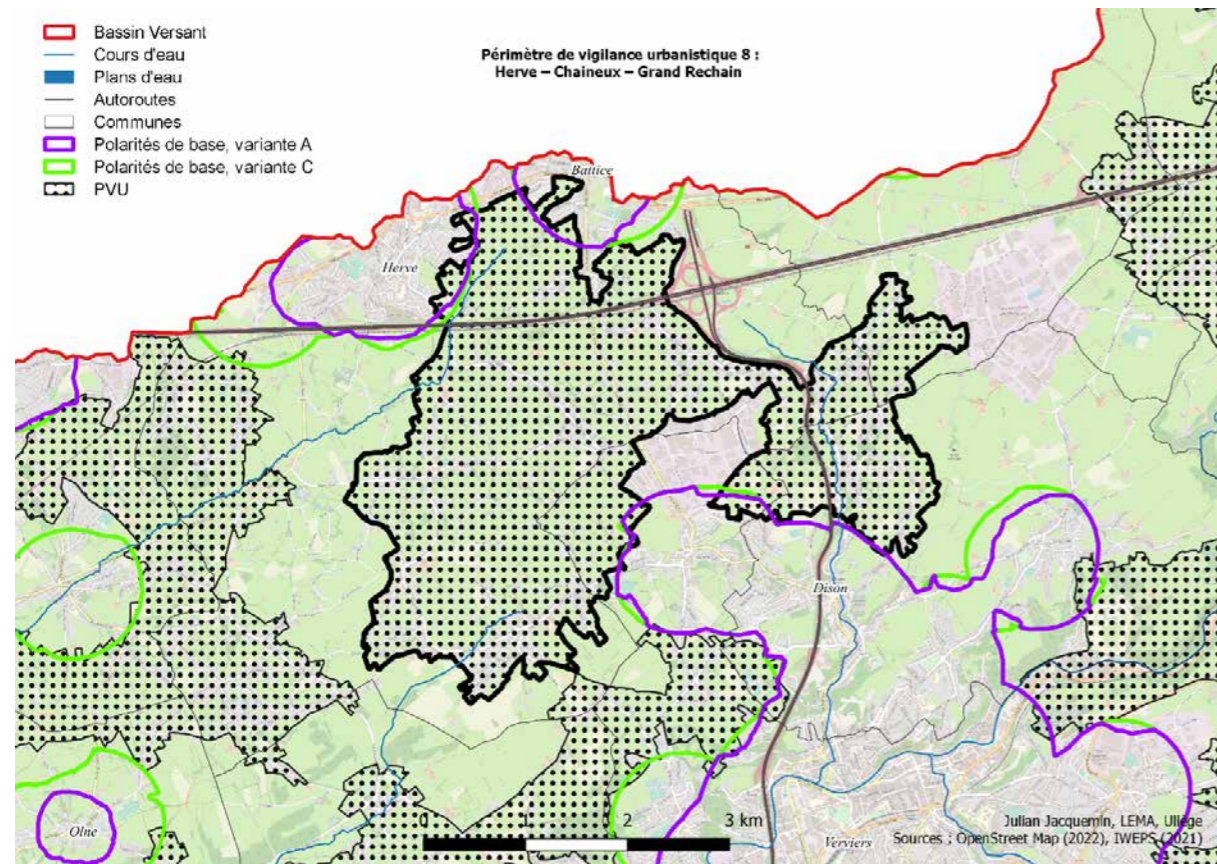 Bassin Versant
Cours d'eau
Plans d'eau
Autoroutes
Communes
Polarités de base, variante A
Polarités de base, variante C
PVU
Périmètre de vigilance urbanistique 8 :
Herve – Chaineux – Grand Rechain
Battice
Herve
Dison
Olne
Verviers
0 1 2 3 km
Julian Jacquemin, LEMA, Uliège
Sources : OpenStreet Map (2022), IWEPS (2021)